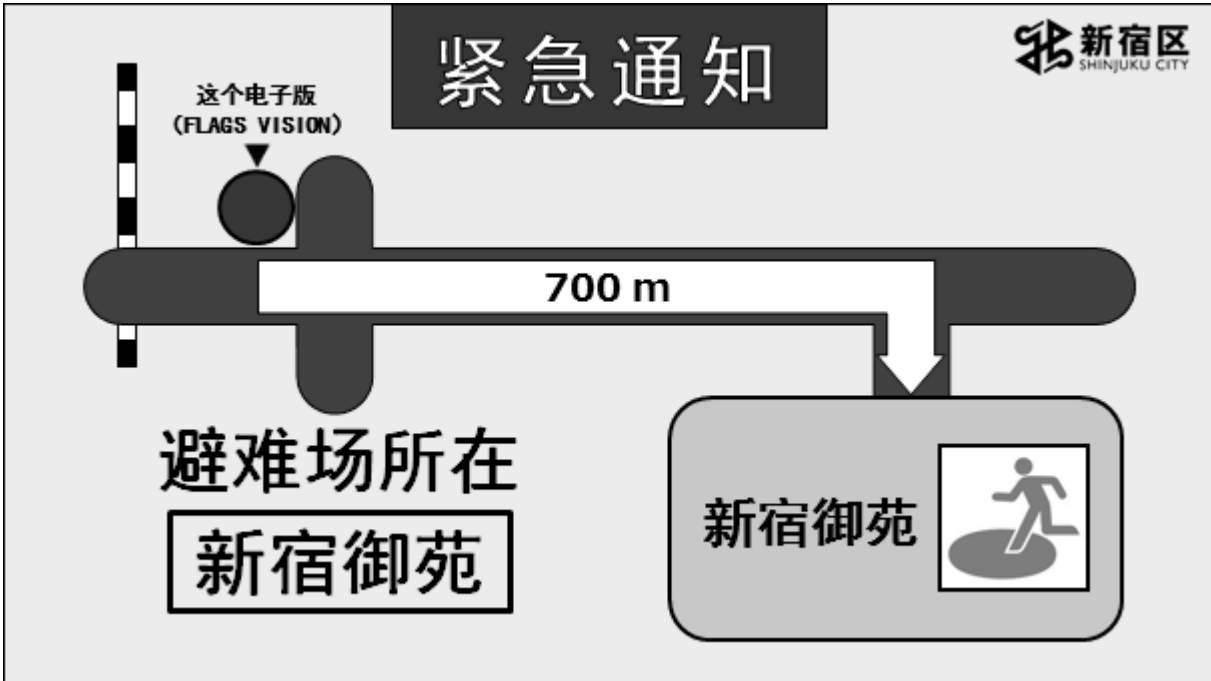 紧急通知
新宿区
SHINJUKU CITY
这个电子版
(FLAGS VISION)
700 m
避难场所在
新宿御苑
新宿御苑